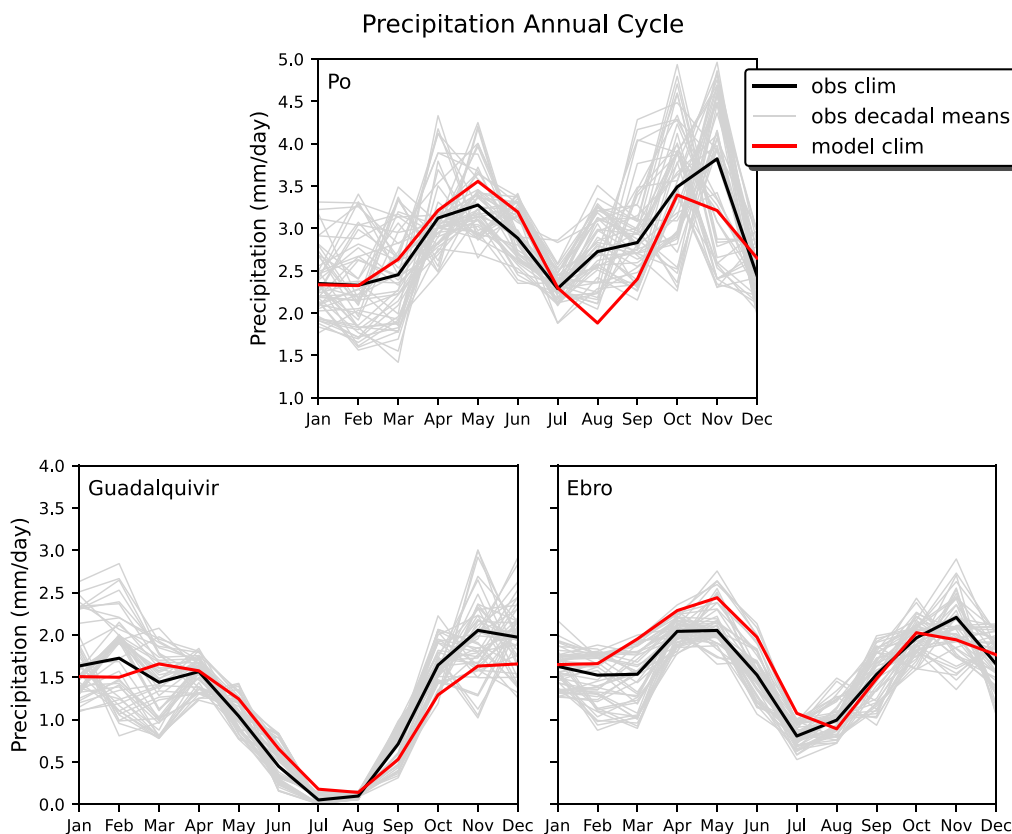 Precipitation Annual Cycle
Po
obs clim
obs decadal means
model clim
Precipitation (mm/day)
5.0
4.5
4.0
3.5
3.0
2.5
2.0
1.5
1.0
Jan Feb Mar Apr May Jun Jul Aug Sep Oct Nov Dec
Guadalquivir
Precipitation (mm/day)
4.0
3.5
3.0
2.5
2.0
1.5
1.0
0.5
0.0
Jan Feb Mar Apr May Jun Jul Aug Sep Oct Nov Dec
Ebro
Jan Feb Mar Apr May Jun Jul Aug Sep Oct Nov Dec